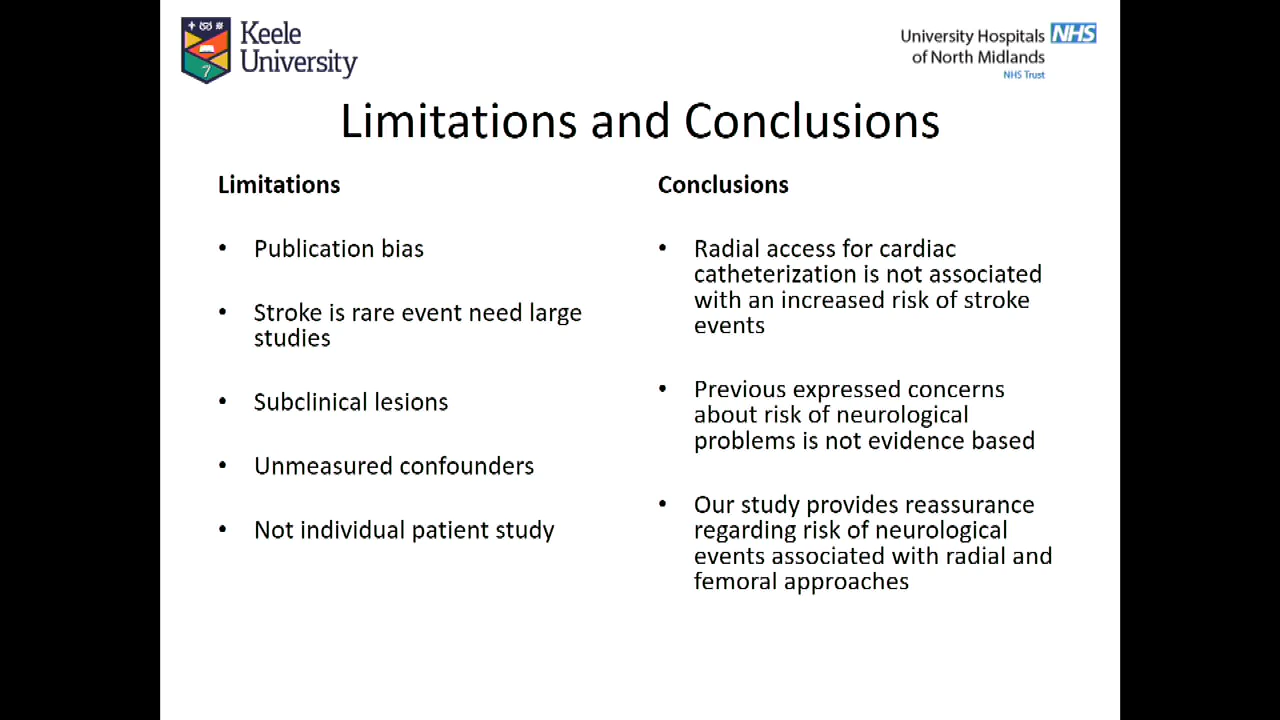 Keele
University
University Hospitals NHS
of North Midlands
NHS Trust
Limitations and Conclusions
Limitations
• Publication bias
• Stroke is rare event need large
studies
• Subclinical lesions
• Unmeasured confounders
• Not individual patient study
Conclusions
• Radial access for cardiac
catheterization is not associated
with an increased risk of stroke
events
• Previous expressed concerns
about risk of neurological
problems is not evidence based
• Our study provides reassurance
regarding risk of neurological
events associated with radial and
femoral approaches